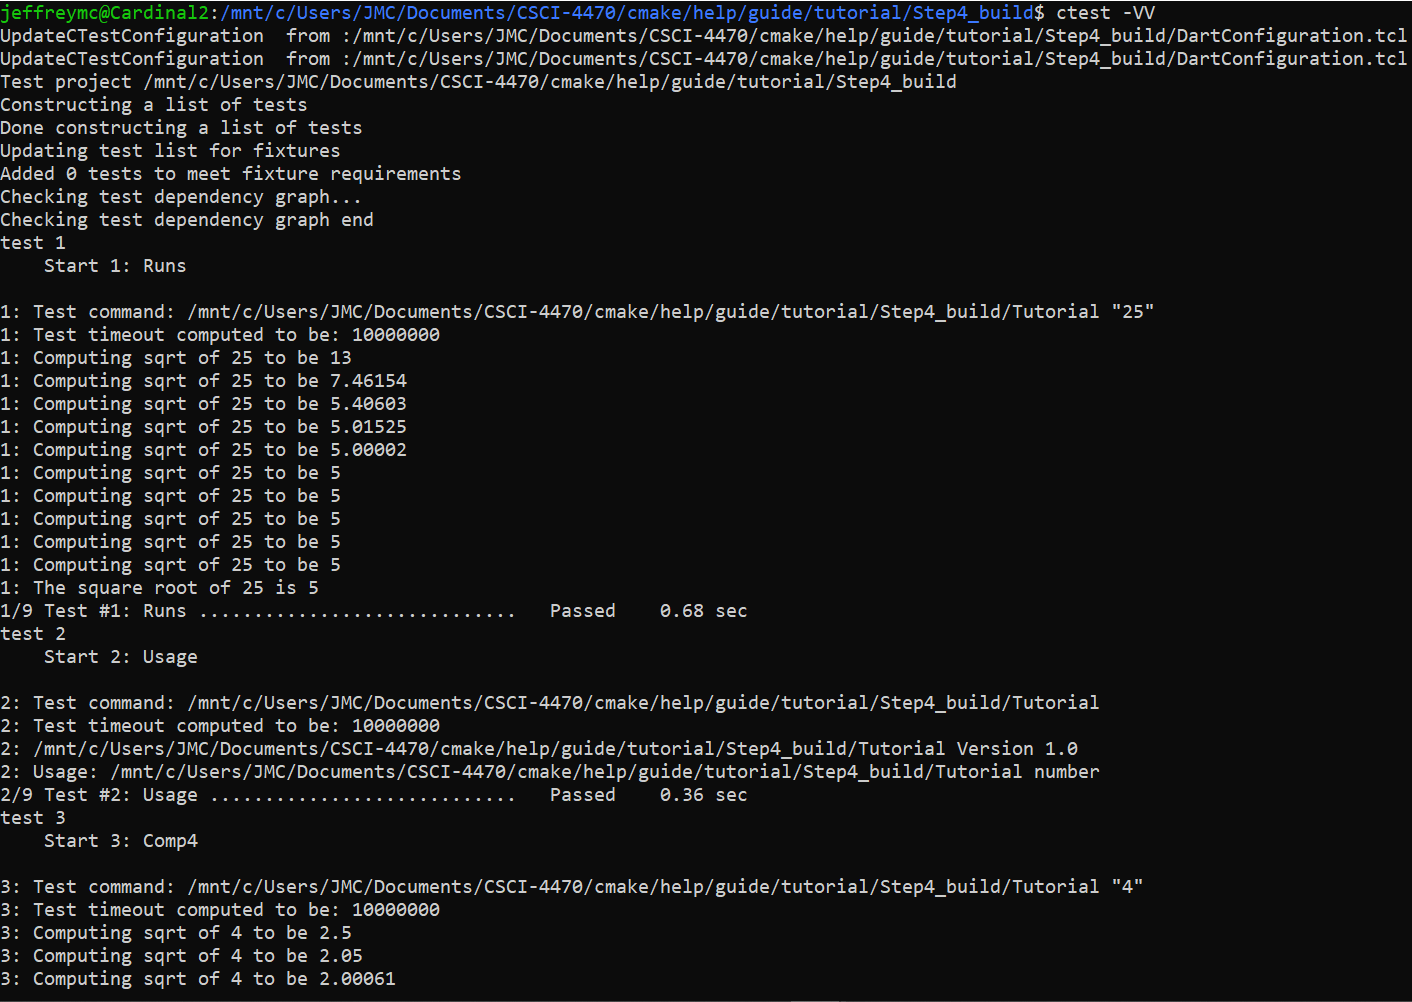 jeffreymc@Cardinal2:/mnt/c/Users/JMC/Documents/CSCI-4470/cmake/help/guide/tutorial/Step4_build$ ctest -VV
UpdateCTestConfiguration  from :/mnt/c/Users/JMC/Documents/CSCI-4470/cmake/help/guide/tutorial/Step4_build/DartConfiguration.tcl
UpdateCTestConfiguration  from :/mnt/c/Users/JMC/Documents/CSCI-4470/cmake/help/guide/tutorial/Step4_build/DartConfiguration.tcl
Test project /mnt/c/Users/JMC/Documents/CSCI-4470/cmake/help/guide/tutorial/Step4_build
Constructing a list of tests
Done constructing a list of tests
Updating test list for fixtures
Added 0 tests to meet fixture requirements
Checking test dependency graph...
Checking test dependency graph end
test 1
    Start 1: Runs

1: Test command: /mnt/c/Users/JMC/Documents/CSCI-4470/cmake/help/guide/tutorial/Step4_build/Tutorial "25"
1: Test timeout computed to be: 10000000
1: Computing sqrt of 25 to be 13
1: Computing sqrt of 25 to be 7.46154
1: Computing sqrt of 25 to be 5.40603
1: Computing sqrt of 25 to be 5.01525
1: Computing sqrt of 25 to be 5.00002
1: Computing sqrt of 25 to be 5
1: Computing sqrt of 25 to be 5
1: Computing sqrt of 25 to be 5
1: Computing sqrt of 25 to be 5
1: Computing sqrt of 25 to be 5
1: The square root of 25 is 5
1/9 Test #1: Runs .............................   Passed    0.68 sec
test 2
    Start 2: Usage

2: Test command: /mnt/c/Users/JMC/Documents/CSCI-4470/cmake/help/guide/tutorial/Step4_build/Tutorial
2: Test timeout computed to be: 10000000
2: /mnt/c/Users/JMC/Documents/CSCI-4470/cmake/help/guide/tutorial/Step4_build/Tutorial Version 1.0
2: Usage: /mnt/c/Users/JMC/Documents/CSCI-4470/cmake/help/guide/tutorial/Step4_build/Tutorial number
2/9 Test #2: Usage ............................   Passed    0.36 sec
test 3
    Start 3: Comp4

3: Test command: /mnt/c/Users/JMC/Documents/CSCI-4470/cmake/help/guide/tutorial/Step4_build/Tutorial "4"
3: Test timeout computed to be: 10000000
3: Computing sqrt of 4 to be 2.5
3: Computing sqrt of 4 to be 2.05
3: Computing sqrt of 4 to be 2.00061